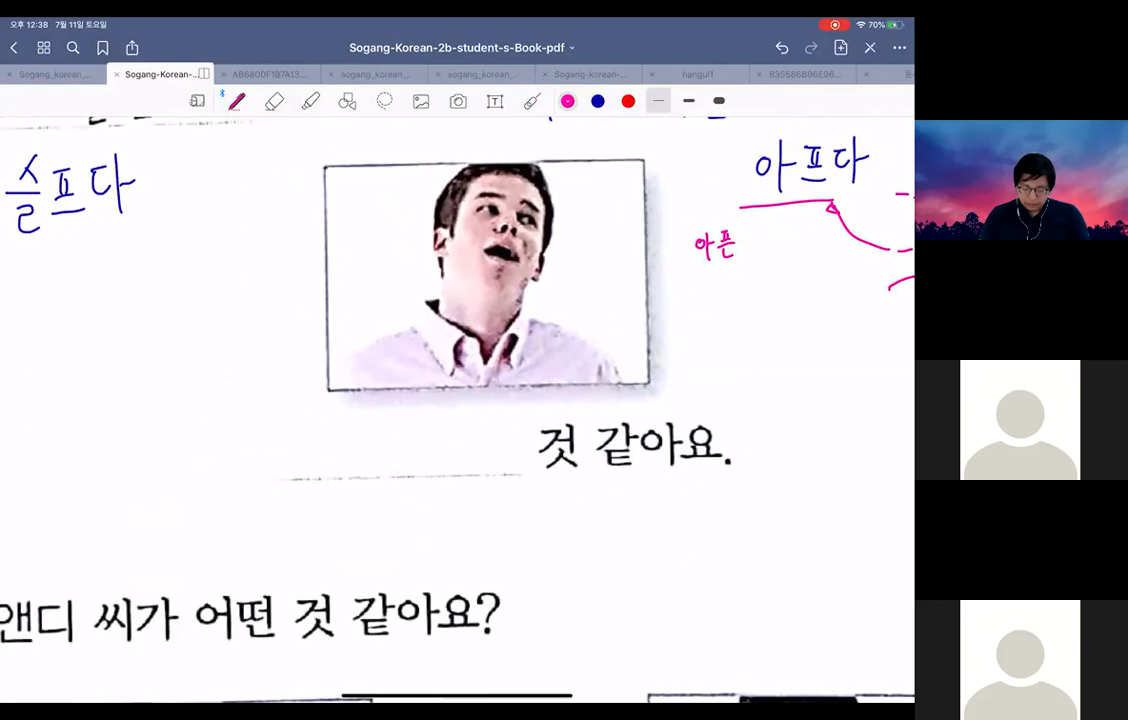 오후 12:38 7월 11일 토요일
70%
Sogang-Korean-2b-student-s-Book-pdf
Sogang_korean_...
Sogang-Korean-...
AB680DF1B7A13...
sogang_korean_...
sogang_korean_...
Sogang-korean-...
hangul1
835586B96E96...
슬프다
아프다
아픈
것 같아요.
앤디 씨가 어떤 것 같아요?